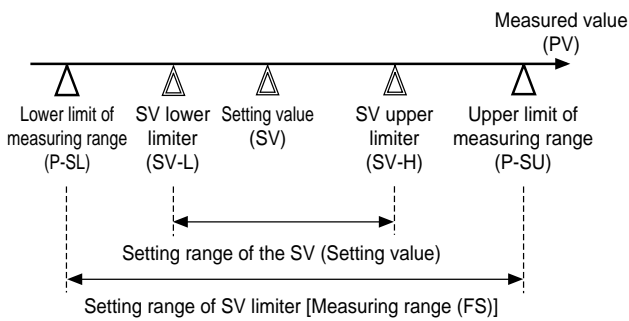 Measured value
(PV)
Lower limit of
measuring range
(P-SL)
SV lower
limiter
(SV-L)
Setting value
(SV)
SV upper
limiter
(SV-H)
Upper limit of
measuring range
(P-SU)
Setting range of the SV (Setting value)
Setting range of SV limiter [Measuring range (FS)]